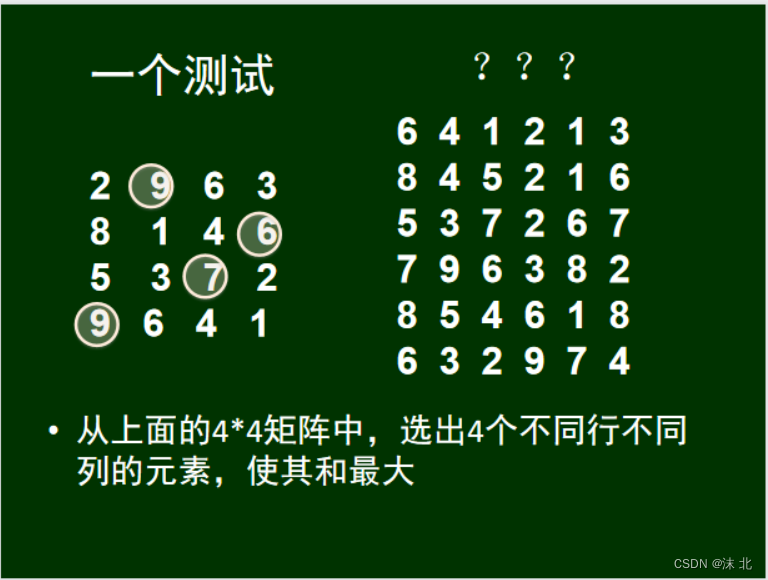 一个测试
2 9 6 3
8 1 4 6
5 3 7 2
9 6 4 1
？？？
6 4 1 2 1 3
8 4 5 2 1 6
5 3 7 2 6 7
7 9 6 3 8 2
8 5 4 6 1 8
6 3 2 9 7 4
• 从上面的4*4矩阵中，选出4个不同行不同
列的元素，使其和最大
CSDN @沫 北